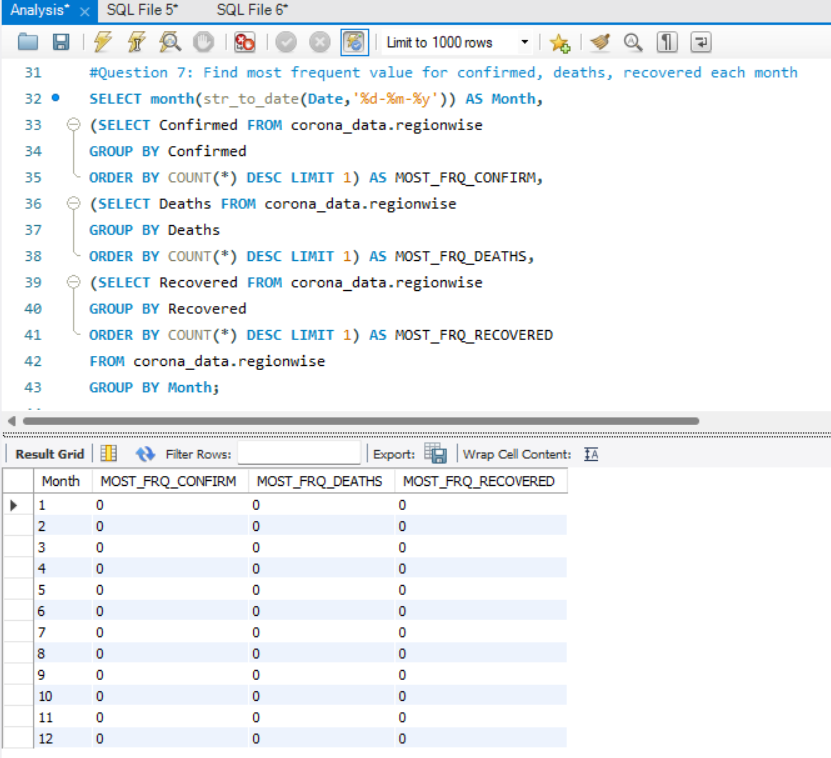 Analysis* × SQL File 5* SQL File 6*
Limit to 1000 rows
31 #Question 7: Find most frequent value for confirmed, deaths, recovered each month
32 SELECT month(str_to_date(Date,'%d-%m-%y')) AS Month,
33 (SELECT Confirmed FROM corona_data.regionwise
34 GROUP BY Confirmed
35 ORDER BY COUNT(*) DESC LIMIT 1) AS MOST_FRQ_CONFIRM,
36 (SELECT Deaths FROM corona_data.regionwise
37 GROUP BY Deaths
38 ORDER BY COUNT(*) DESC LIMIT 1) AS MOST_FRQ_DEATHS,
39 (SELECT Recovered FROM corona_data.regionwise
40 GROUP BY Recovered
41 ORDER BY COUNT(*) DESC LIMIT 1) AS MOST_FRQ_RECOVERED
42 FROM corona_data.regionwise
43 GROUP BY Month;
Result Grid Filter Rows: Export: Wrap Cell Content: IA
Month MOST_FRQ_CONFIRM MOST_FRQ_DEATHS MOST_FRQ_RECOVERED
1 0 0 0
2 0 0 0
3 0 0 0
4 0 0 0
5 0 0 0
6 0 0 0
7 0 0 0
8 0 0 0
9 0 0 0
10 0 0 0
11 0 0 0
12 0 0 0